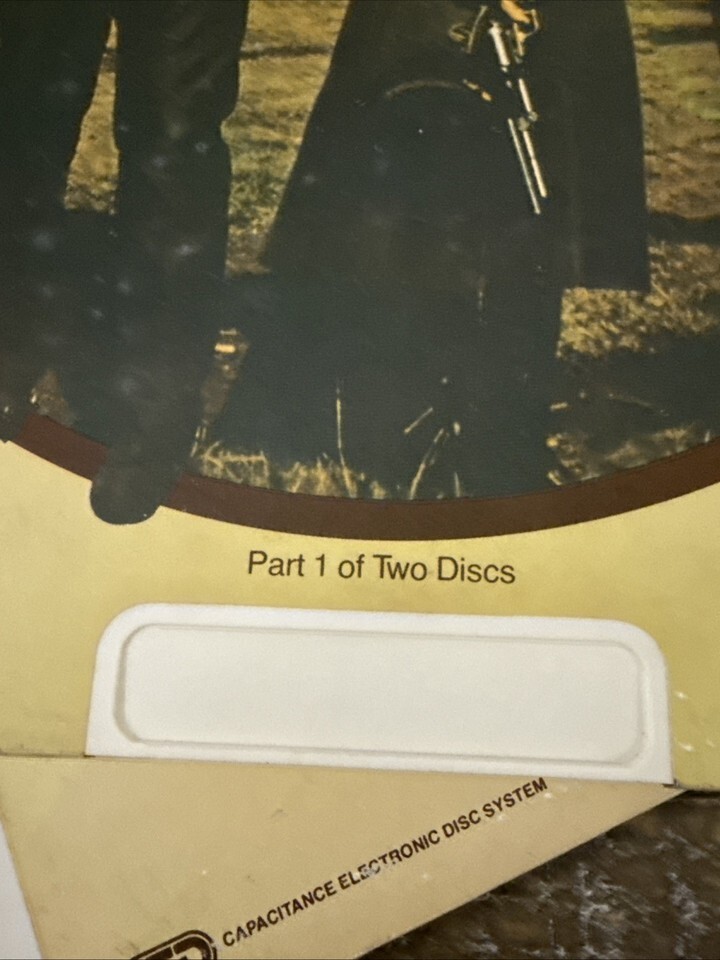 Part 1 of Two Discs
CAPACITANCE ELECTRONIC DISC SYSTEM